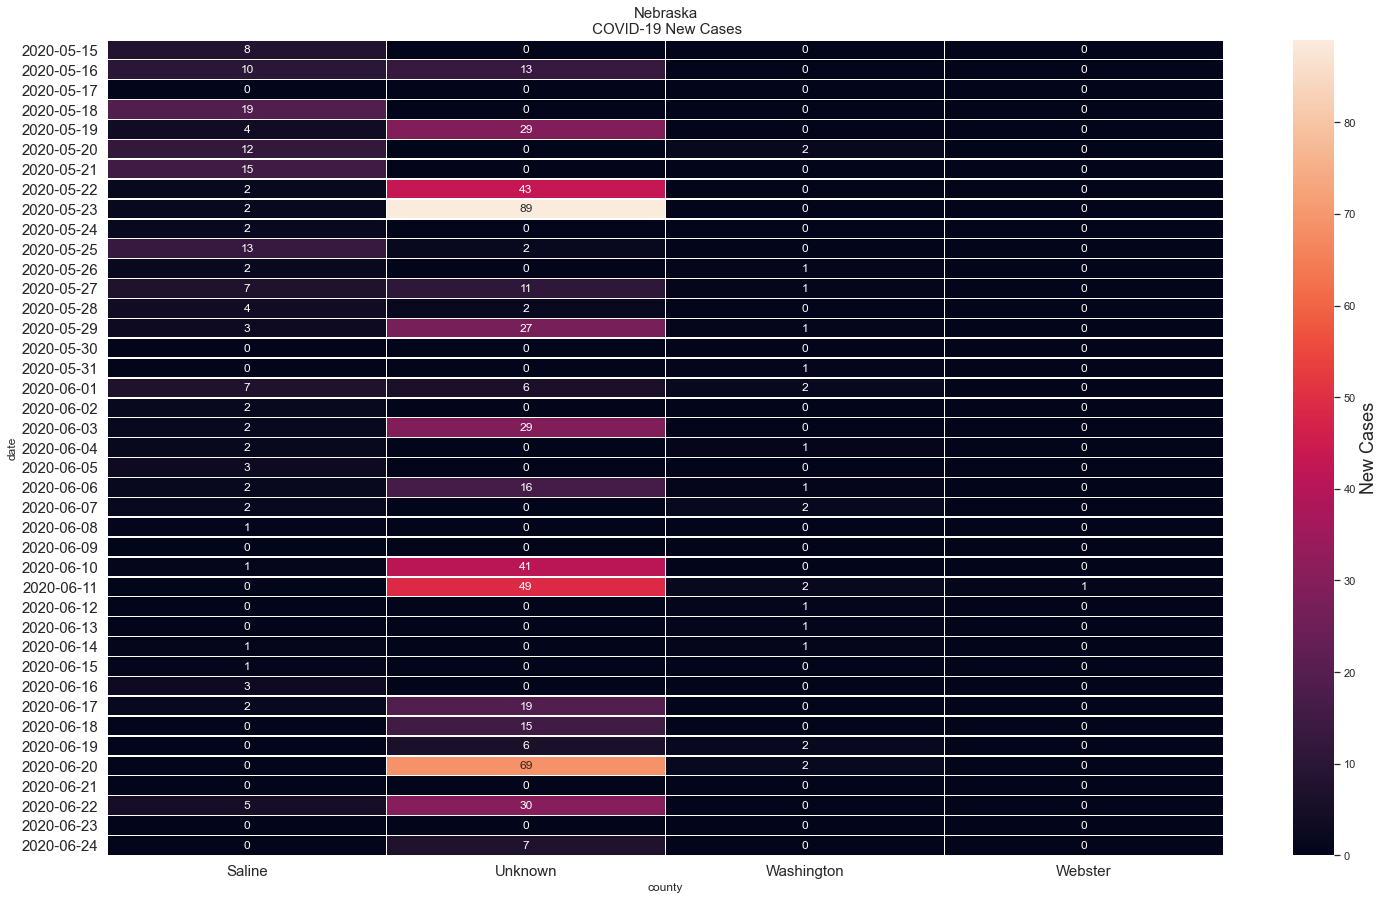 Nebraska
COVID-19 New Cases
2020-05-15 8 0 0 0
2020-05-16 10 13 0 0
2020-05-17 0 0 0 0
2020-05-18 19 0 0 0
2020-05-19 4 29 0 0
2020-05-20 12 0 2 0
2020-05-21 15 0 0 0
2020-05-22 2 43 0 0
2020-05-23 2 89 0 0
2020-05-24 2 0 0 0
2020-05-25 13 2 0 0
2020-05-26 2 0 1 0
2020-05-27 7 11 1 0
2020-05-28 4 2 0 0
2020-05-29 3 27 1 0
2020-05-30 0 0 0 0
2020-05-31 0 0 1 0
2020-06-01 7 6 2 0
2020-06-02 2 0 0 0
2020-06-03 2 29 0 0
2020-06-04 2 0 1 0
2020-06-05 3 0 0 0
2020-06-06 2 16 1 0
2020-06-07 2 0 2 0
2020-06-08 1 0 0 0
2020-06-09 0 0 0 0
2020-06-10 1 41 0 0
2020-06-11 0 49 2 1
2020-06-12 0 0 1 0
2020-06-13 0 0 1 0
2020-06-14 1 0 1 0
2020-06-15 1 0 0 0
2020-06-16 3 0 0 0
2020-06-17 2 19 0 0
2020-06-18 0 15 0 0
2020-06-19 0 6 2 0
2020-06-20 0 69 2 0
2020-06-21 0 0 0 0
2020-06-22 5 30 0 0
2020-06-23 0 0 0 0
2020-06-24 0 7 0 0
Saline Unknown Washington Webster
county
date
80
70
60
50
40
30
20
10
0
New Cases